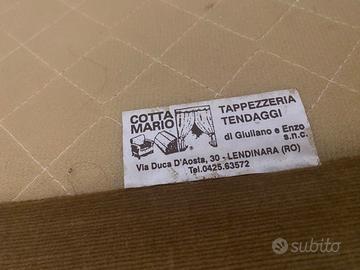 COTTA
MARIO
TAPPEZZERIA
TENDAGGI
di Giuliano e Enzo
s.n.c.
Via Duca D'Aosta, 30 - LENDINARA (RO)
Tel.0425.63572
subito